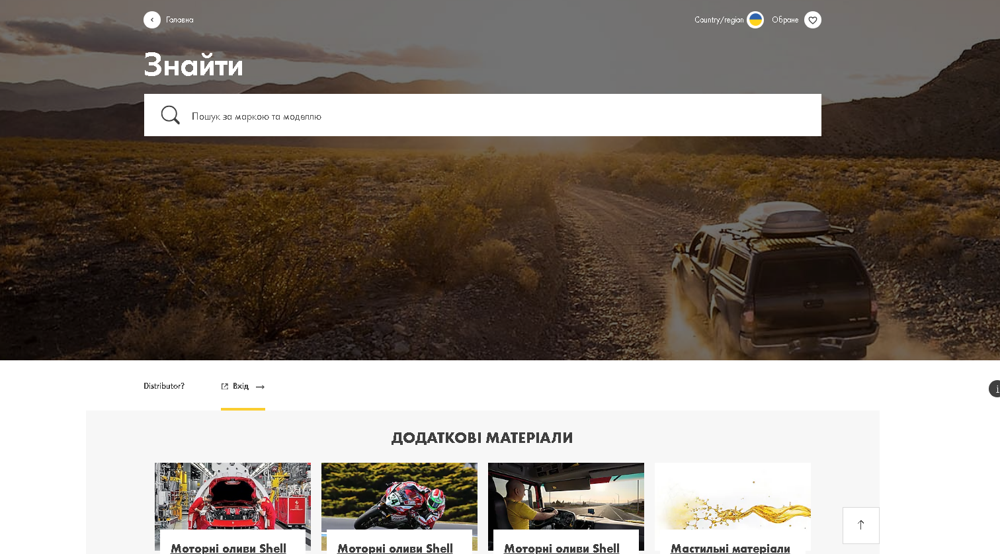 Головна
Country/region
Обране
Знайти
Пошук за маркою та моделлю
Distributor?
Вхід
ДОДАТКОВІ МАТЕРІАЛИ
Моторні оливи Shell
Моторні оливи Shell
Моторні оливи Shell
Мастильні матеріали